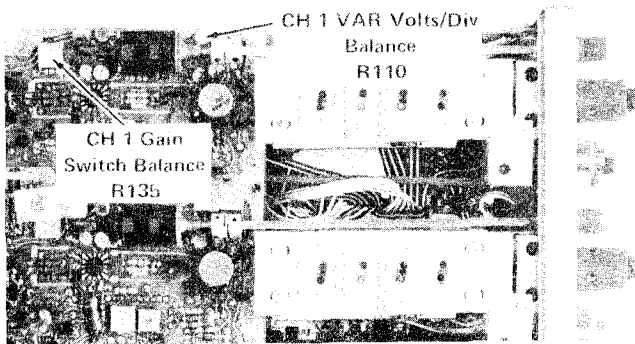 CH 1 VAR Volts/Div
Balance
R110
CH 1 Gain
Switch Balance
R135